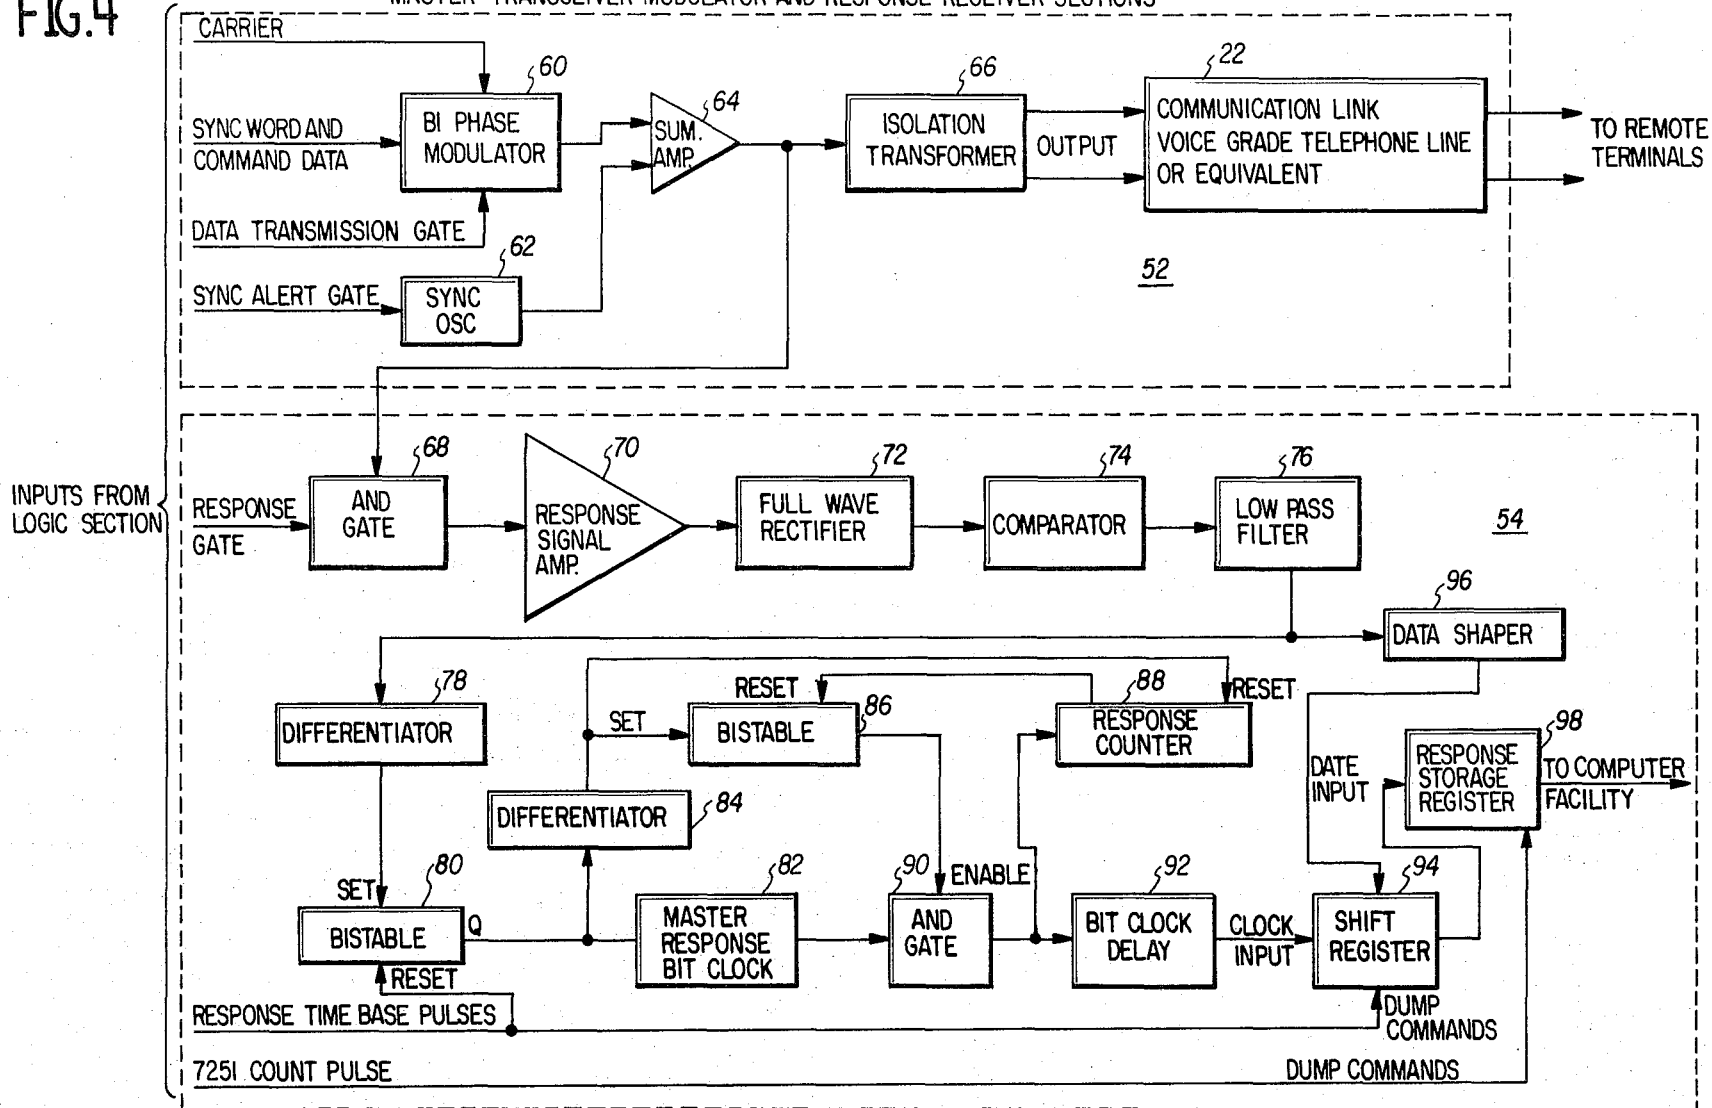 FIG.4
MASTER TRANSCEIVER MODULATOR AND RESPONSE RECEIVER SECTIONS
CARRIER
SYNC WORD AND
COMMAND DATA
DATA TRANSMISSION GATE
SYNC ALERT GATE
60
BI PHASE
MODULATOR
62
SYNC
OSC
64
SUM.
AMP.
66
ISOLATION
TRANSFORMER
OUTPUT
22
COMMUNICATION LINK
VOICE GRADE TELEPHONE LINE
OR EQUIVALENT
TO REMOTE
TERMINALS
52
INPUTS FROM
LOGIC SECTION
RESPONSE
GATE
68
AND
GATE
70
RESPONSE
SIGNAL
AMP.
72
FULL WAVE
RECTIFIER
74
COMPARATOR
76
LOW PASS
FILTER
54
96
DATA SHAPER
78
DIFFERENTIATOR
SET
RESET
86
BISTABLE
88
RESPONSE
COUNTER
RESET
84
DIFFERENTIATOR
DATE
INPUT
98
RESPONSE
STORAGE
REGISTER
TO COMPUTER
FACILITY
SET
80
BISTABLE
Q
RESET
82
MASTER
RESPONSE
BIT CLOCK
90
AND
GATE
ENABLE
92
BIT CLOCK
DELAY
CLOCK
INPUT
94
SHIFT
REGISTER
RESPONSE TIME BASE PULSES
DUMP
COMMANDS
7251 COUNT PULSE
DUMP COMMANDS